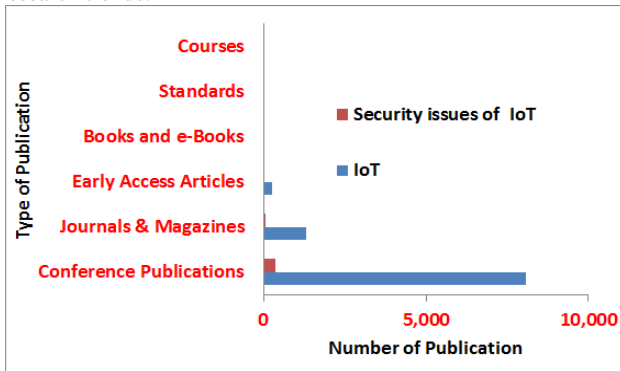 Courses
Standards
Books and e-Books
Early Access Articles
Journals & Magazines
Conference Publications
Type of Publication
Security issues of IoT
IoT
0
5,000
10,000
Number of Publication